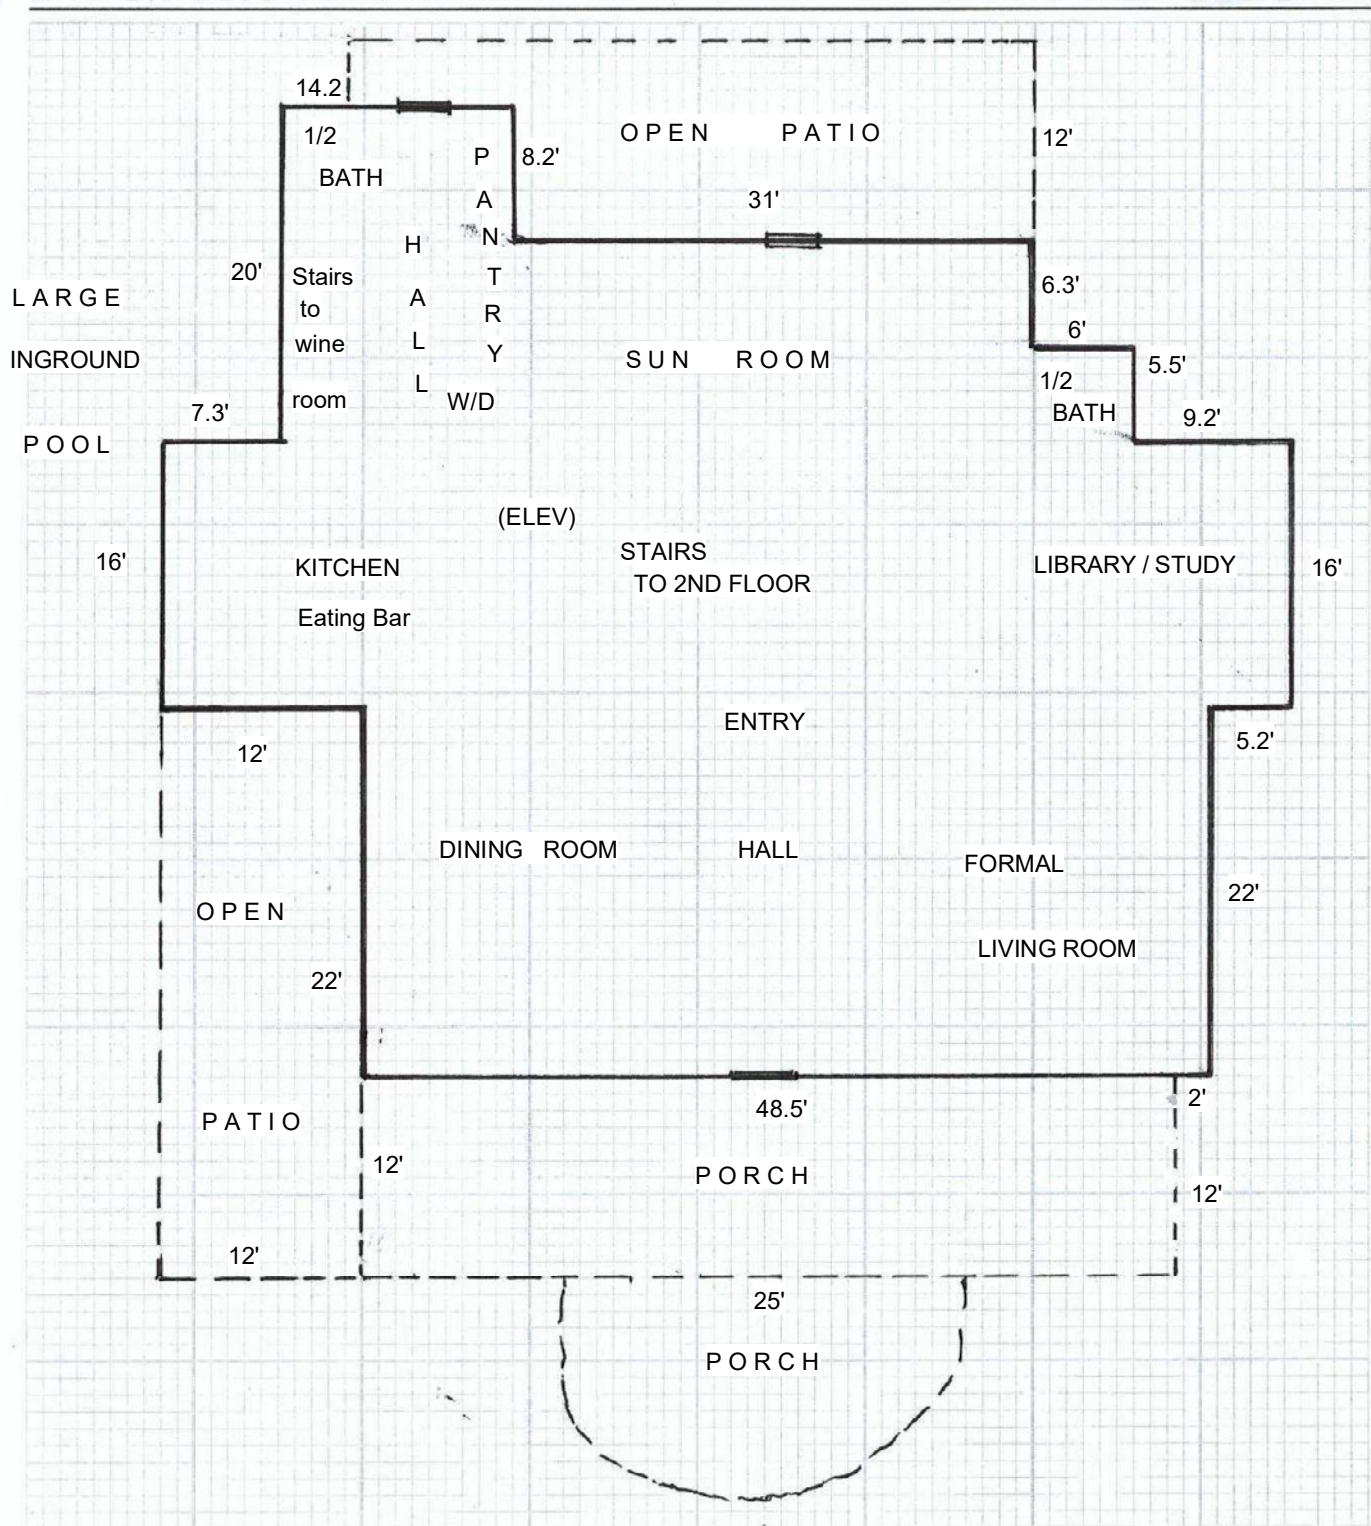 14.2
1/2
BATH
OPEN PATIO
12'
8.2'
31'
PANTRY
HALL
20'
Stairs
to
wine
room
LARGE
INGROUND
POOL
6.3'
6'
5.5'
SUN ROOM
1/2
BATH
W/D
7.3'
9.2'
(ELEV)
STAIRS
TO 2ND FLOOR
16'
KITCHEN
Eating Bar
LIBRARY / STUDY
16'
ENTRY
12'
5.2'
DINING ROOM
HALL
FORMAL
LIVING ROOM
OPEN
22'
22'
48.5'
2'
PATIO
12'
PORCH
12'
12'
25'
PORCH